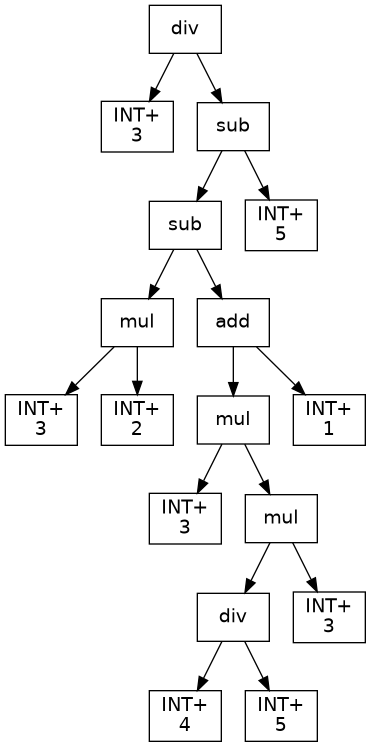 div
INT+
3
sub
sub
INT+
5
mul
add
INT+
3
INT+
2
mul
INT+
1
INT+
3
mul
div
INT+
3
INT+
4
INT+
5